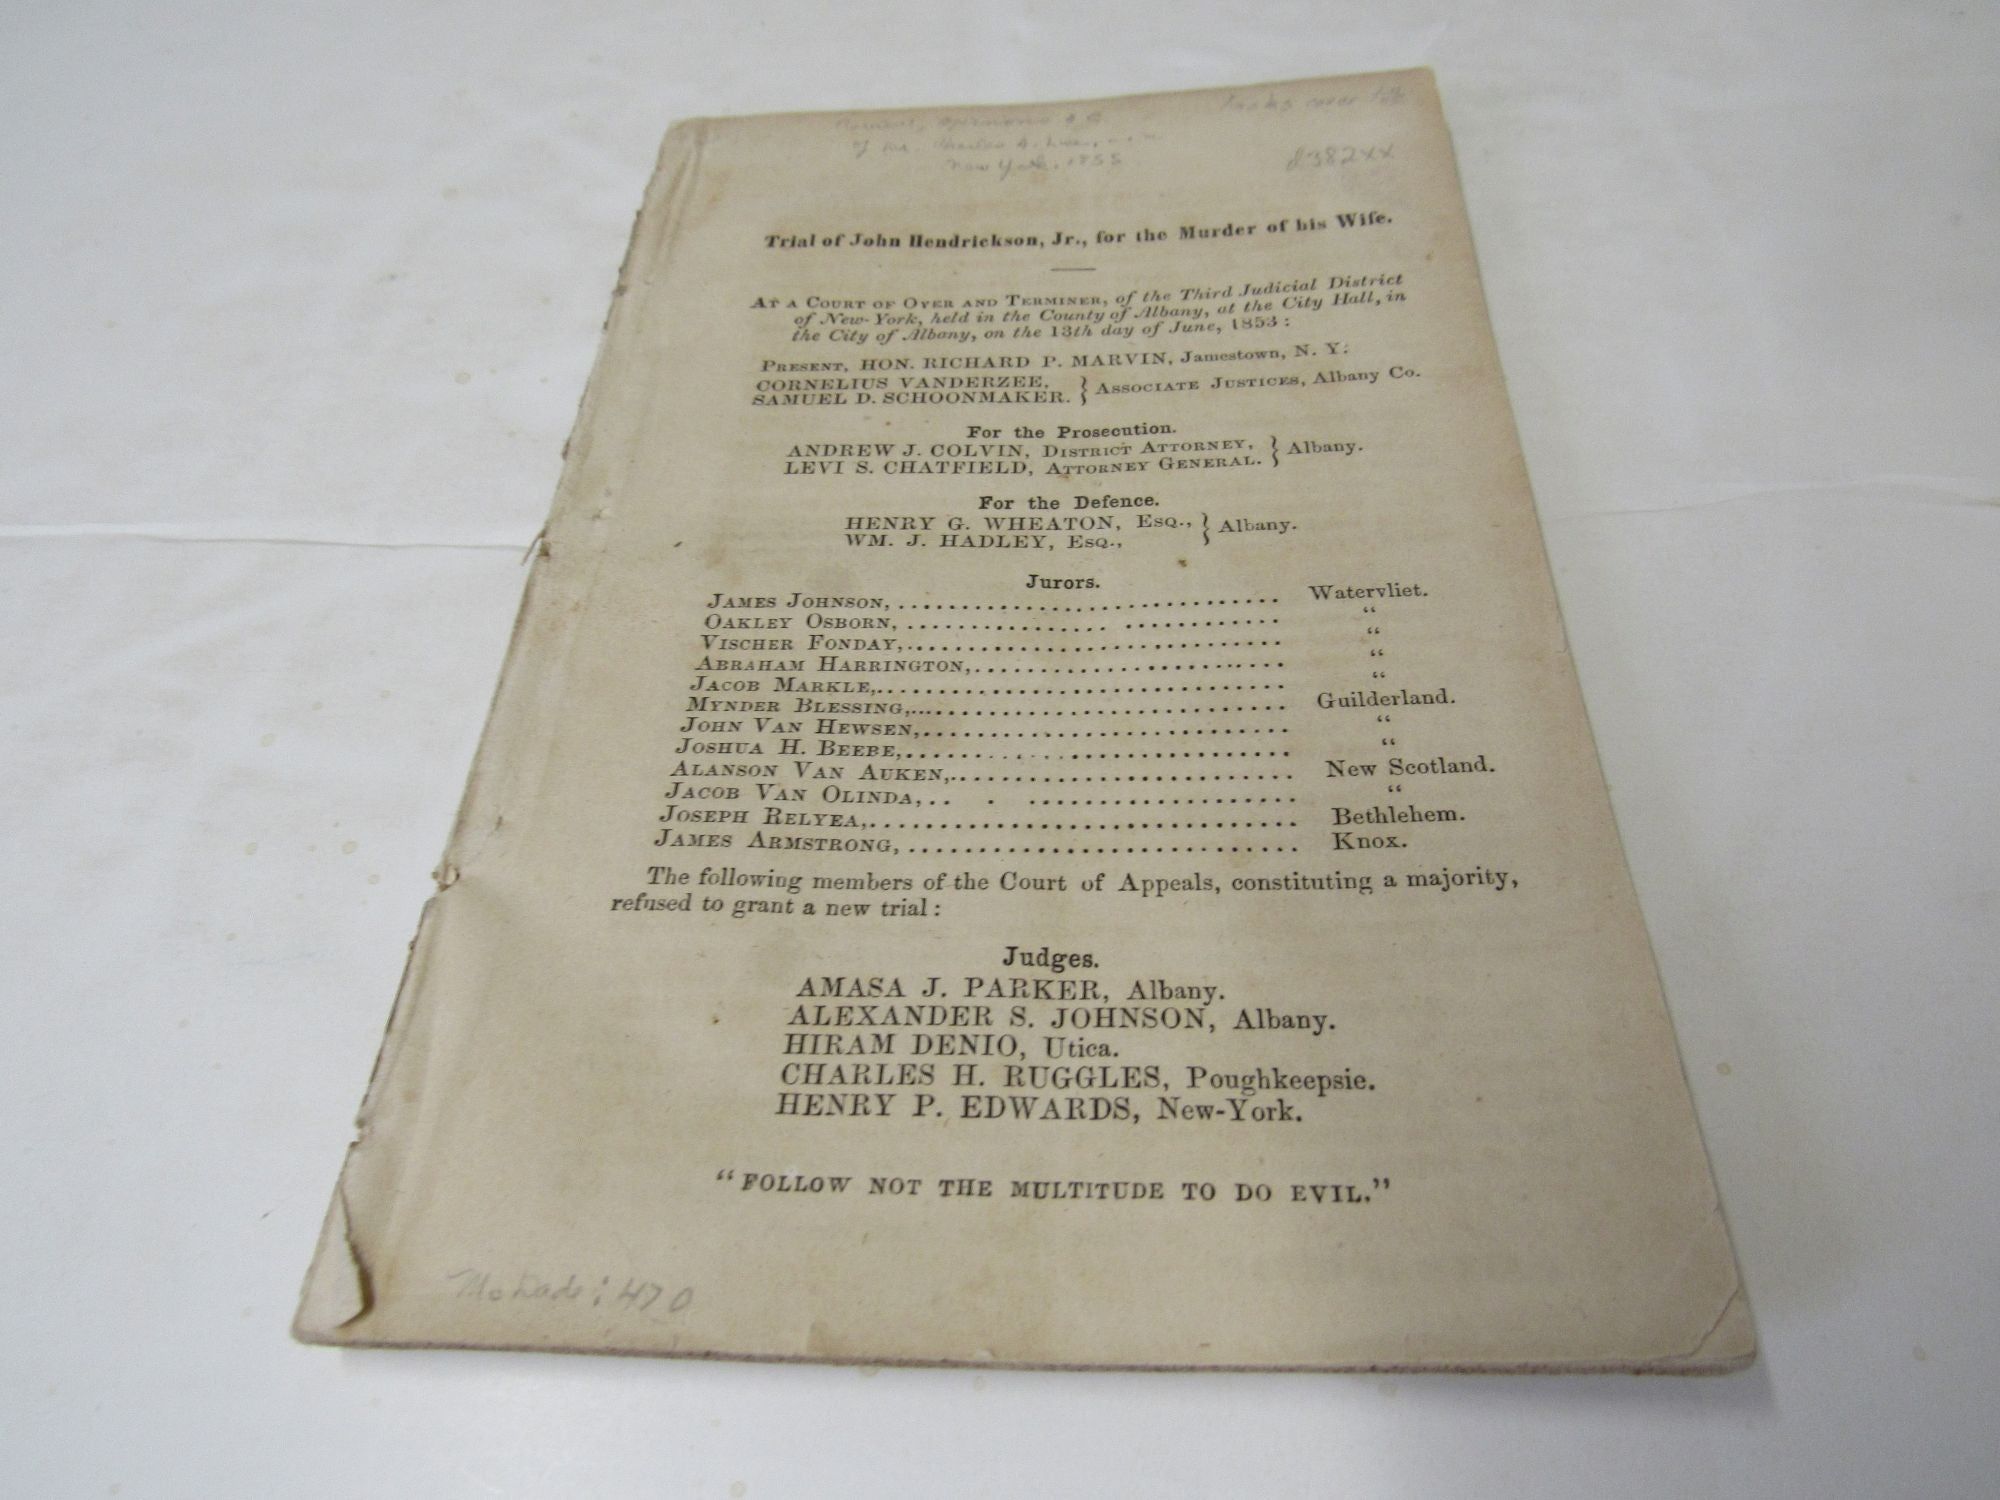 New York, 1855
d382xx
Trial of John Hendrickson, Jr., for the Murder of his Wife.
AT A COURT OF OYER AND TERMINER, of the Third Judicial District
of New-York, held in the County of Albany, at the City Hall, in
the City of Albany, on the 13th day of June, 1853:
PRESENT, HON. RICHARD P. MARVIN, Jamestown, N. Y.
CORNELIUS VANDERZEE,
SAMUEL D. SCHOONMAKER. } ASSOCIATE JUSTICES, Albany Co.
For the Prosecution.
ANDREW J. COLVIN, DISTRICT ATTORNEY,
LEVI S. CHATFIELD, ATTORNEY GENERAL. } Albany.
For the Defence.
HENRY G. WHEATON, ESQ.,
WM. J. HADLEY, ESQ., } Albany.
Jurors.
JAMES JOHNSON, .............................. Watervliet.
OAKLEY OSBORN, .............................. "
VISCHER FONDAY, .............................. "
ABRAHAM HARRINGTON, .............................. "
JACOB MARKLE, .............................. "
MYNDER BLESSING, .............................. Guilderland.
JOHN VAN HEWSEN, .............................. "
JOSHUA H. BEEBE, .............................. "
ALANSON VAN AUKEN, .............................. New Scotland.
JACOB VAN OLINDA, .............................. "
JOSEPH RELYEA, .............................. Bethlehem.
JAMES ARMSTRONG, .............................. Knox.
The following members of the Court of Appeals, constituting a majority,
refused to grant a new trial:
Judges.
AMASA J. PARKER, Albany.
ALEXANDER S. JOHNSON, Albany.
HIRAM DENIO, Utica.
CHARLES H. RUGGLES, Poughkeepsie.
HENRY P. EDWARDS, New-York.
"FOLLOW NOT THE MULTITUDE TO DO EVIL."
McDade: 470